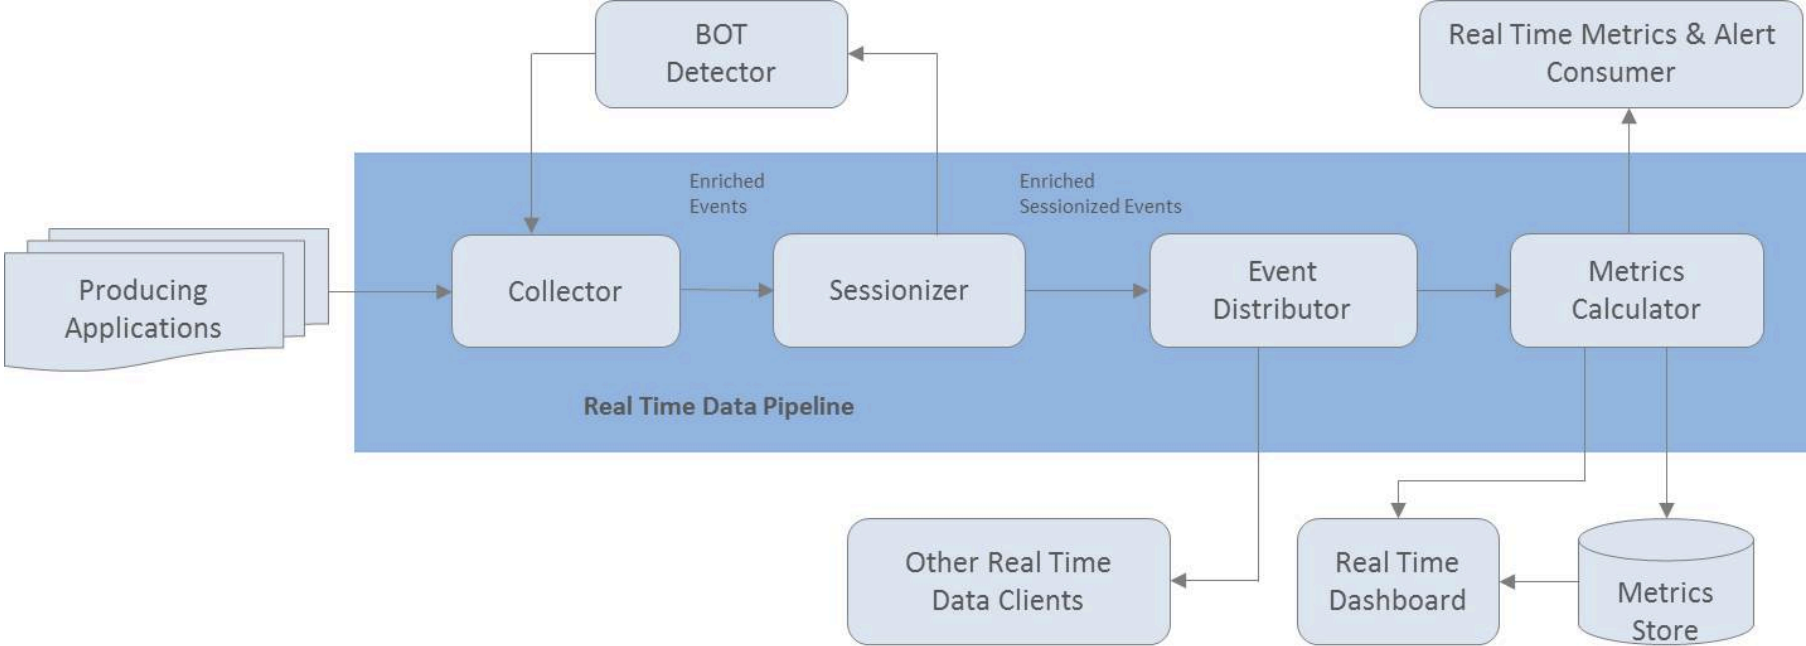 BOT
Detector
Real Time Metrics & Alert
Consumer
Enriched
Events
Enriched
Sessionized Events
Producing
Applications
Collector
Sessionizer
Event
Distributor
Metrics
Calculator
Real Time Data Pipeline
Other Real Time
Data Clients
Real Time
Dashboard
Metrics
Store